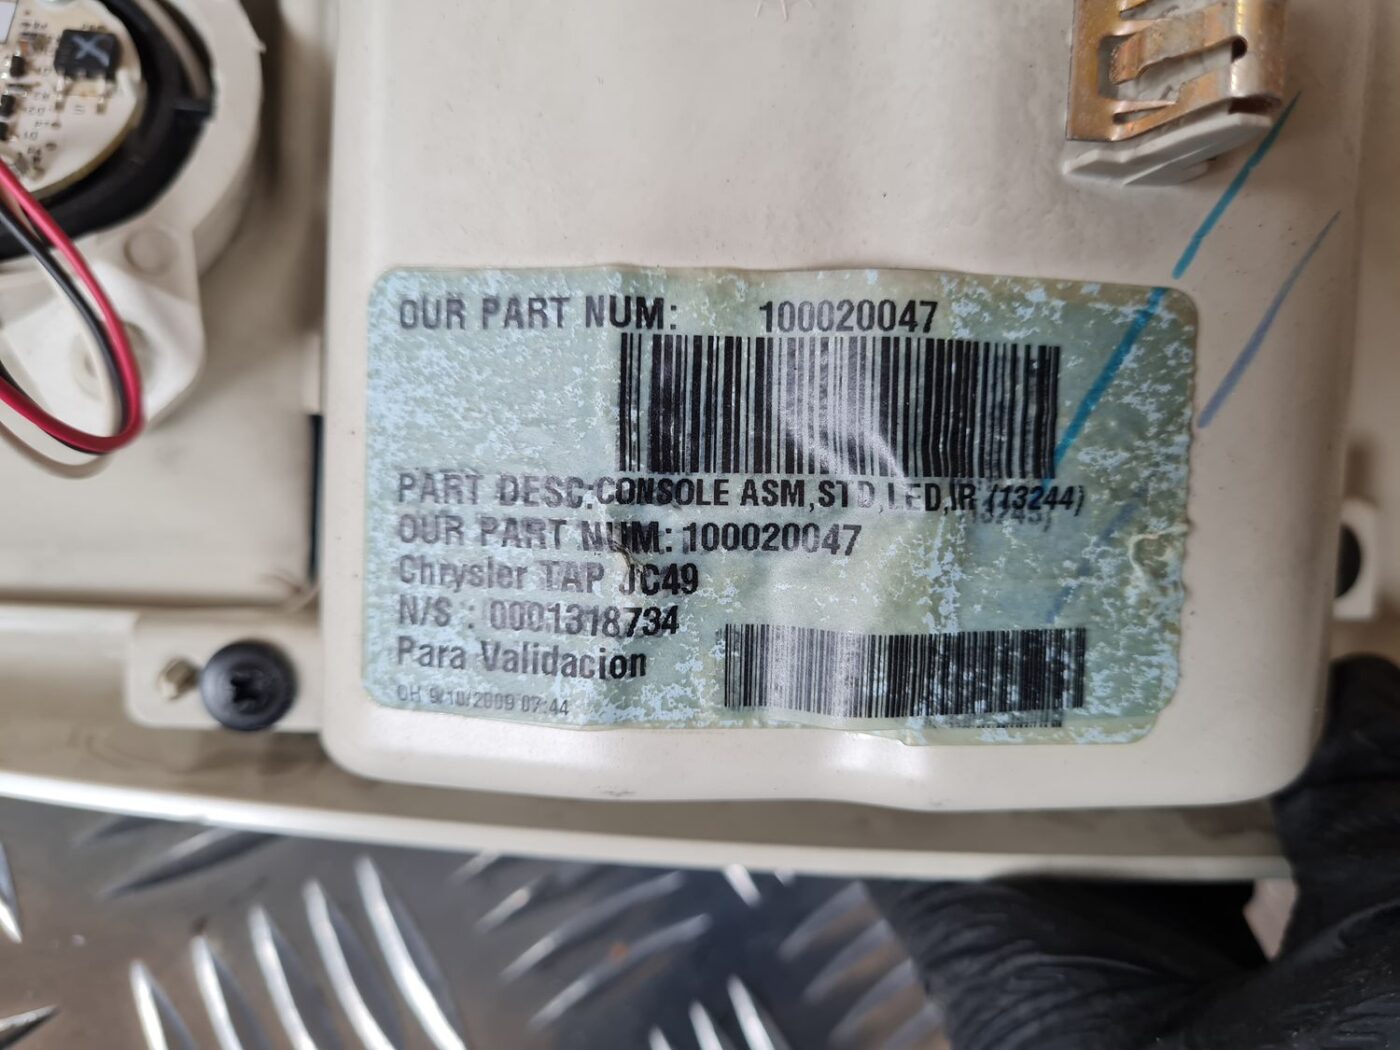 OUR PART NUM: 100020047
PART DESC:CONSOLE ASM,STD,LED,IR (13244)
OUR PART NUM: 100020047
Chrysler TAP JC49
N/S : 0001318734
Para Validacion
9/10/2009 07:44